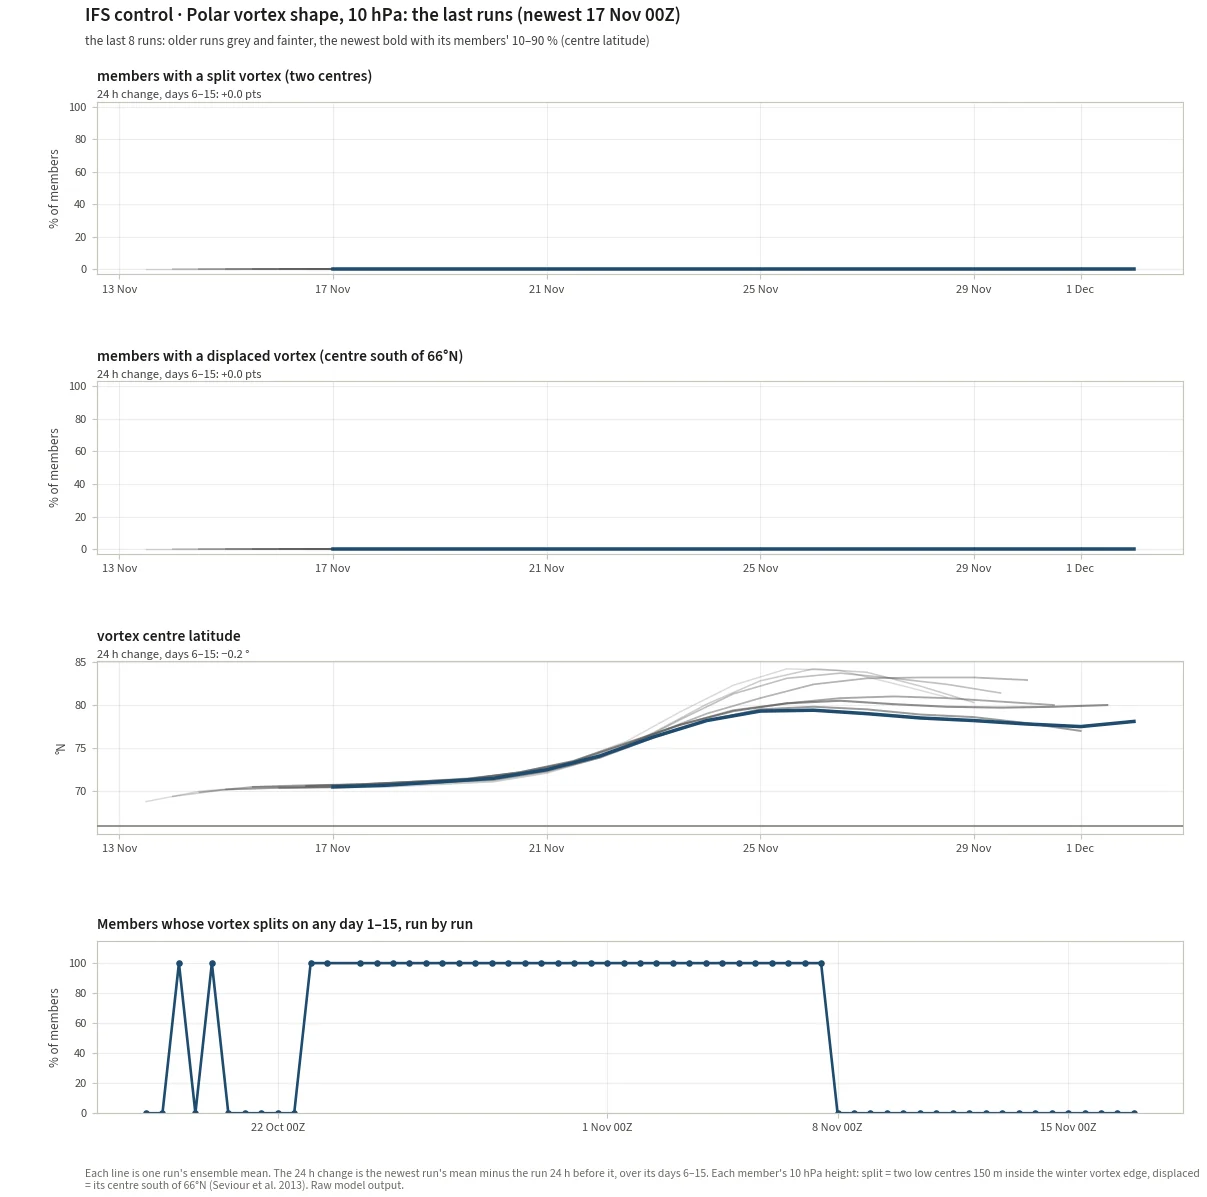 IFS control · Polar vortex shape, 10 hPa: the last runs (newest 17 Nov 00Z)
the last 8 runs: older runs grey and fainter, the newest bold with its members' 10–90 % (centre latitude)
members with a split vortex (two centres)
24 h change, days 6–15: +0.0 pts
100
80
60
40
20
0
% of members
13 Nov 17 Nov 21 Nov 25 Nov 29 Nov 1 Dec
members with a displaced vortex (centre south of 66°N)
24 h change, days 6–15: +0.0 pts
100
80
60
40
20
0
% of members
13 Nov 17 Nov 21 Nov 25 Nov 29 Nov 1 Dec
vortex centre latitude
24 h change, days 6–15: −0.2 °
85
80
75
70
°N
13 Nov 17 Nov 21 Nov 25 Nov 29 Nov 1 Dec
Members whose vortex splits on any day 1–15, run by run
100
80
60
40
20
0
% of members
22 Oct 00Z 1 Nov 00Z 8 Nov 00Z 15 Nov 00Z
Each line is one run's ensemble mean. The 24 h change is the newest run's mean minus the run 24 h before it, over its days 6–15. Each member's 10 hPa height: split = two low centres 150 m inside the winter vortex edge, displaced
= its centre south of 66°N (Seviour et al. 2013). Raw model output.